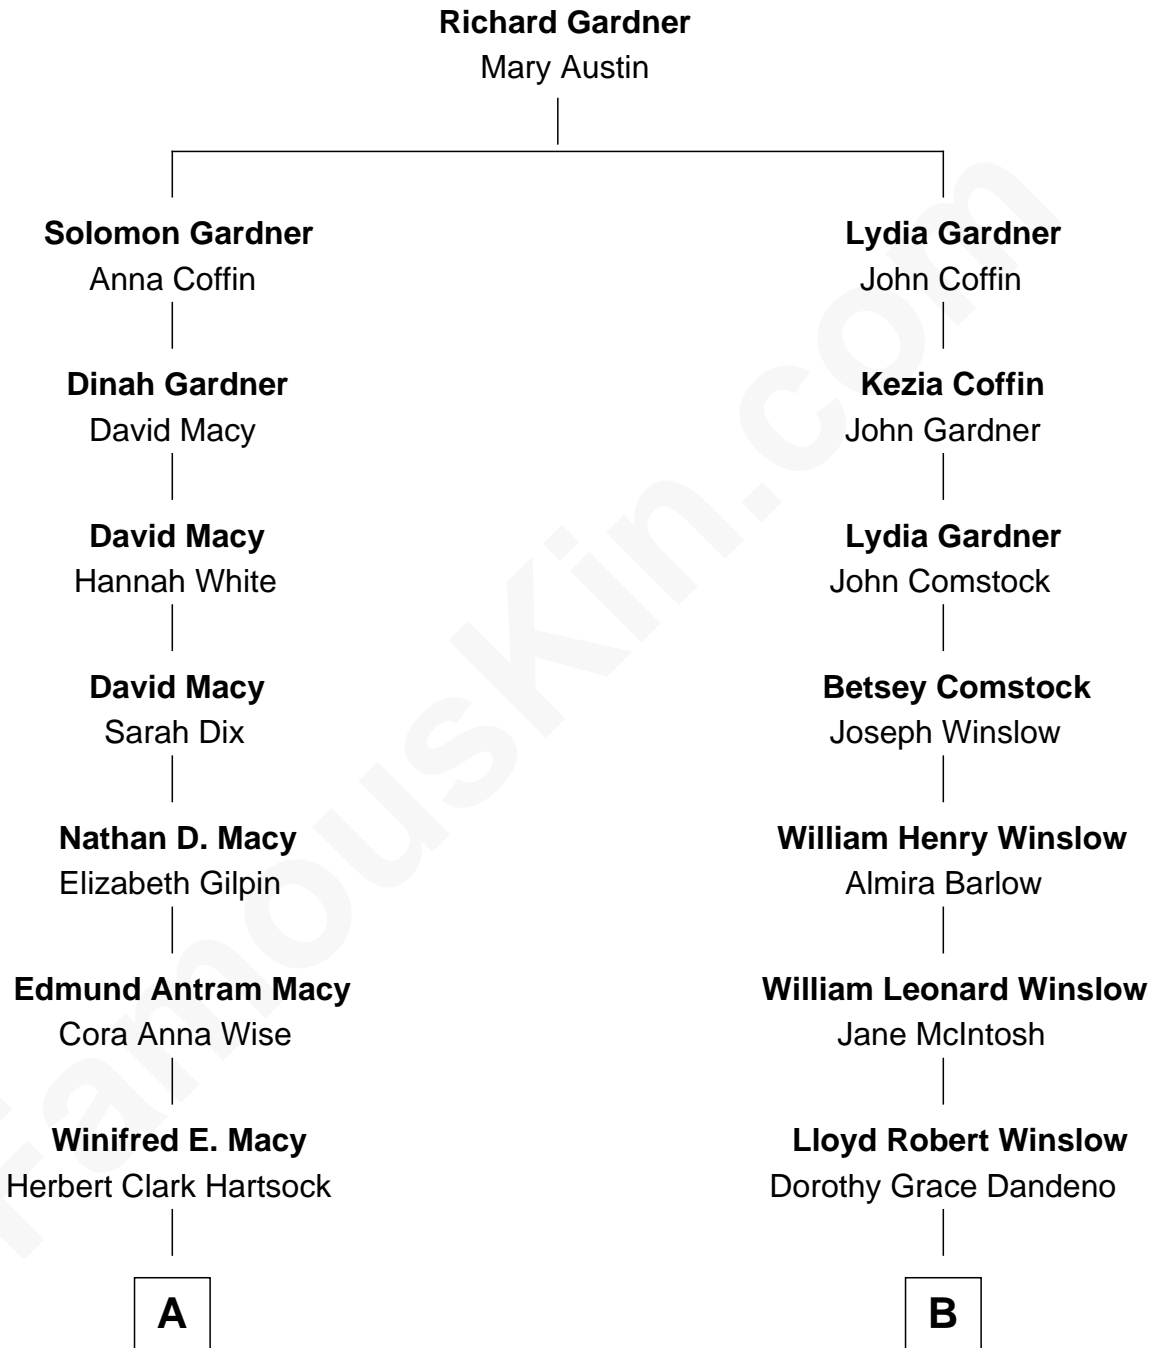 Richard Gardner
Mary Austin
Solomon Gardner
Anna Coffin
Lydia Gardner
John Coffin
Dinah Gardner
David Macy
Kezia Coffin
John Gardner
David Macy
Hannah White
Lydia Gardner
John Comstock
David Macy
Sarah Dix
Betsey Comstock
Joseph Winslow
Nathan D. Macy
Elizabeth Gilpin
William Henry Winslow
Almira Barlow
Edmund Antram Macy
Cora Anna Wise
William Leonard Winslow
Jane McIntosh
Winifred E. Macy
Herbert Clark Hartsock
Lloyd Robert Winslow
Dorothy Grace Dandeno
A
B
FamousKin.com